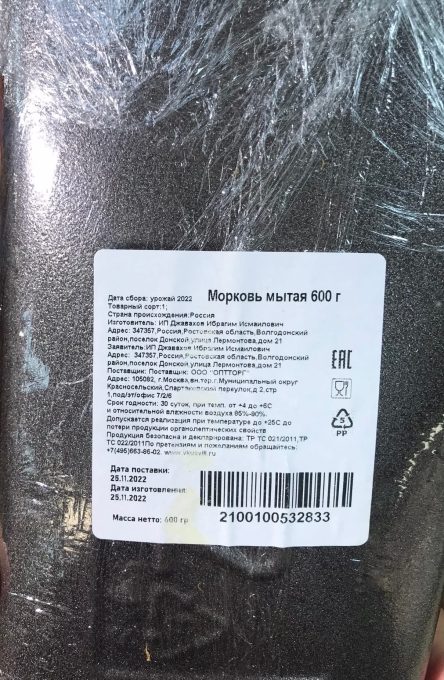 Морковь мытая 600 г
Дата сбора: урожай 2022
Товарный сорт:1;
Страна происхождения:Россия
Изготовитель: ИП Джавахов Ибрагим Исмаилович
Адрес: 347357,Россия,Ростовская область,Волгодонский
район,поселок Донской,улица Лермонтова,дом 21
Заявитель:ИП Джавахов Ибрагим Исмаилович
Адрес: 347357,Россия,Ростовская область,Волгодонский
район,поселок Донской,улица Лермонтова,дом 21
Поставщик: Поставщик: ООО "ОПТТОРГ"
Адрес: 105082, г.Москва,вн.тер.г.Муниципальный округ
Красносельский,Спартаковский переулок,д.2,стр
1,под/эт/офис 7/2/6
Срок годности: 30 суток, при темп. от +4 до +6С
и относительной влажности воздуха 85%-90%.
Допускается реализация при температуре до +25С до
потери продукции органолептических свойств
Продукция безопасна и декларирована: ТР ТС 021/2011,ТР
ТС 022/2011По претензиям и пожеланиям обращайтесь:
+7(495)663-86-02. www.vkusvill.ru
EAC
5
PP
Дата поставки:
25.11.2022
Дата изготовления:
25.11.2022
Масса нетто: 600 гр
2100100532833